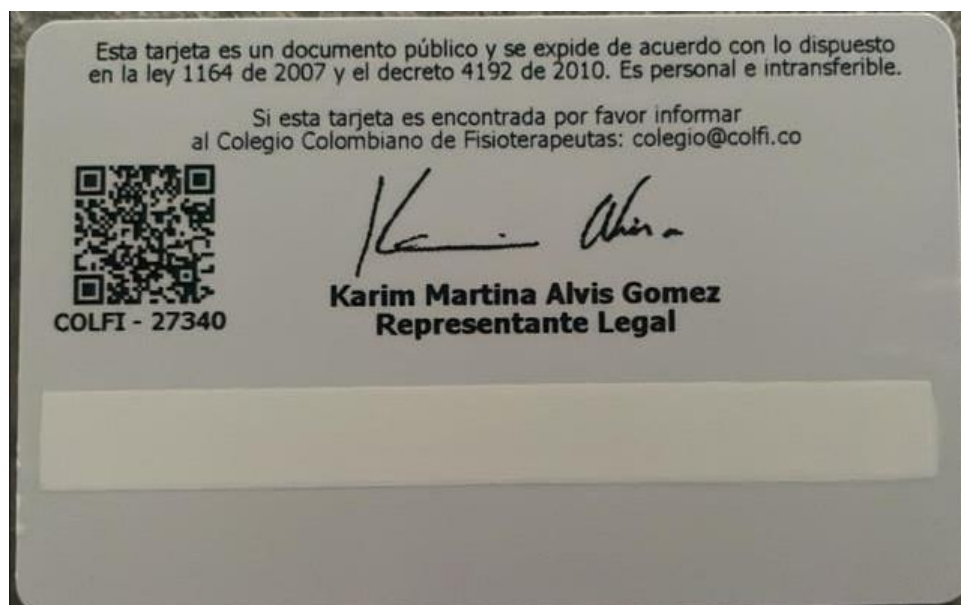 Esta tarjeta es un documento público y se expide de acuerdo con lo dispuesto
en la ley 1164 de 2007 y el decreto 4192 de 2010. Es personal e intransferible.
Si esta tarjeta es encontrada por favor informar
al Colegio Colombiano de Fisioterapeutas: colegio@colfi.co
Karim Martina Alvis Gomez
Representante Legal
COLFI - 27340